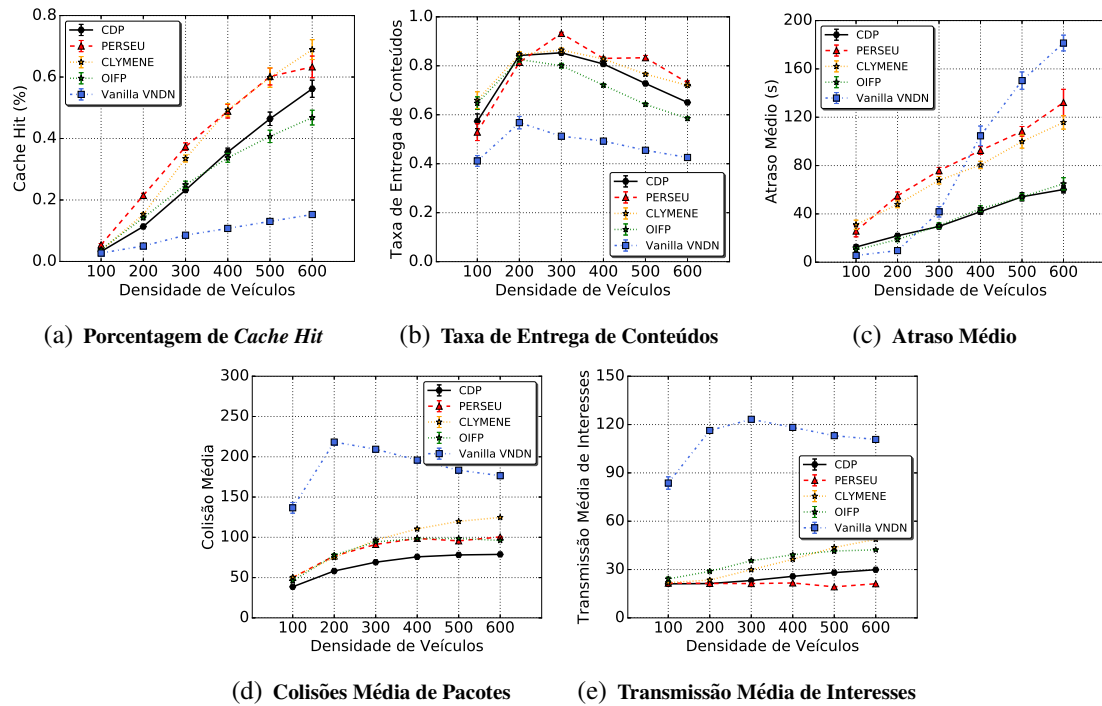 Cache Hit (%)
0.8
0.6
0.4
0.2
0.0
CDP
PERSEU
CLYMENE
OIFP
Vanilla VNDN
100 200 300 400 500 600
Densidade de Veículos
(a) Porcentagem de Cache Hit
Taxa de Entrega de Conteúdos
1.0
0.8
0.6
0.4
0.2
0.0
CDP
PERSEU
CLYMENE
OIFP
Vanilla VNDN
100 200 300 400 500 600
Densidade de Veículos
(b) Taxa de Entrega de Conteúdos
Atraso Médio (s)
200
160
120
80
40
0
CDP
PERSEU
CLYMENE
OIFP
Vanilla VNDN
100 200 300 400 500 600
Densidade de Veículos
(c) Atraso Médio
Colisão Média
300
250
200
150
100
50
0
CDP
PERSEU
CLYMENE
OIFP
Vanilla VNDN
100 200 300 400 500 600
Densidade de Veículos
(d) Colisões Média de Pacotes
Transmissão Média de Interesses
150
120
90
60
30
0
CDP
PERSEU
CLYMENE
OIFP
Vanilla VNDN
100 200 300 400 500 600
Densidade de Veículos
(e) Transmissão Média de Interesses